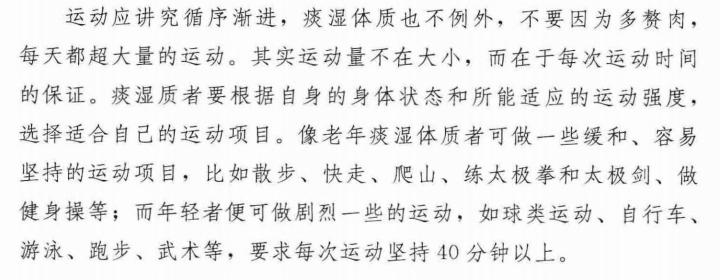 运动应讲究循序渐进，痰湿体质也不例外，不要因为多赘肉，
每天都超大量的运动。其实运动量不在大小，而在于每次运动时间
的保证。痰湿质者要根据自身的身体状态和所能适应的运动强度，
选择适合自己的运动项目。像老年痰湿体质者可做一些缓和、容易
坚持的运动项目，比如散步、快走、爬山、练太极拳和太极剑、做
健身操等；而年轻者便可做剧烈一些的运动，如球类运动、自行车、
游泳、跑步、武术等，要求每次运动坚持 40 分钟以上。